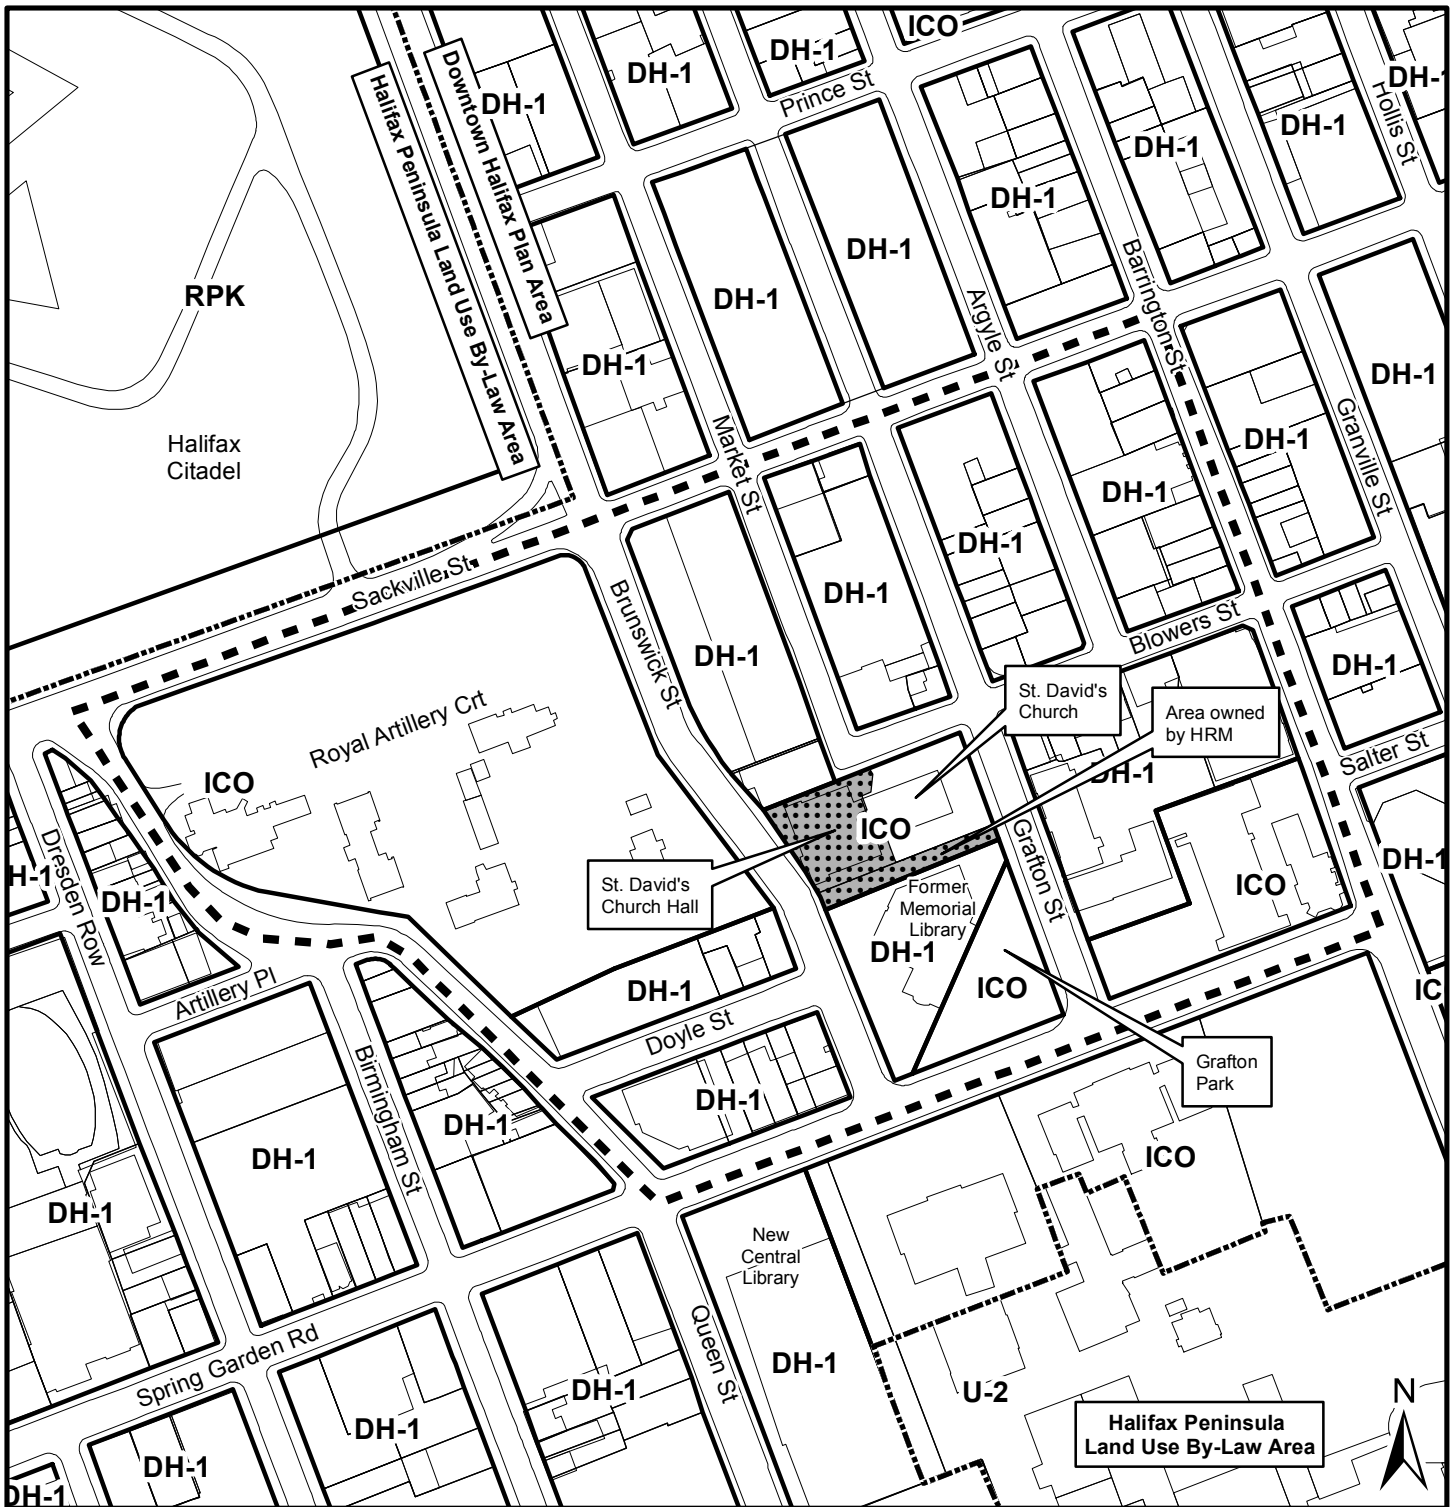 ICO
DH-1
DH-1
DH-1
DH-
Prince St
Hollis St
Downtown Halifax Plan Area
Halifax Peninsula Land Use By-Law Area
DH-1
DH-1
DH-1
DH-1
RPK
DH-1
DH-1
Barrington St
Argyle St
DH-1
DH-1
Granville St
Halifax
Citadel
Market St
DH-1
DH-1
DH-1
Sackville St
DH-1
Brunswick St
Blowers St
DH-1
DH-1
St. David's
Church
Area owned
by HRM
Royal Artillery Crt
Salter St
ICO
DH-1
ICO
Grafton St
Dresden Row
DH-1
H-1
St. David's
Church Hall
Former
Memorial
Library
ICO
DH-1
DH-1
ICO
DH-1
IC
Artillery Pl
Doyle St
Birmingham St
Grafton
Park
DH-1
DH-1
DH-1
ICO
DH-1
New
Central
Library
Queen St
Spring Garden Rd
DH-1
DH-1
U-2
DH-1
N
Halifax Peninsula
Land Use By-Law Area
DH-1
DH-1